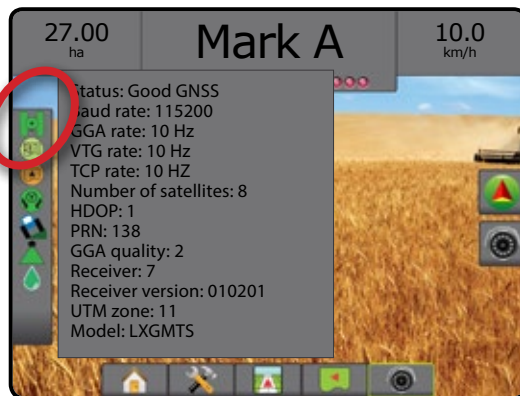 27.00
ha
Mark A
10.0
km/h
Status: Good GNSS
Baud rate: 115200
GGA rate: 10 Hz
VTG rate: 10 Hz
TCP rate: 10 HZ
Number of satellites: 8
HDOP: 1
PRN: 138
GGA quality: 2
Receiver: 7
Receiver version: 010201
UTM zone: 11
Model: LXGMTS